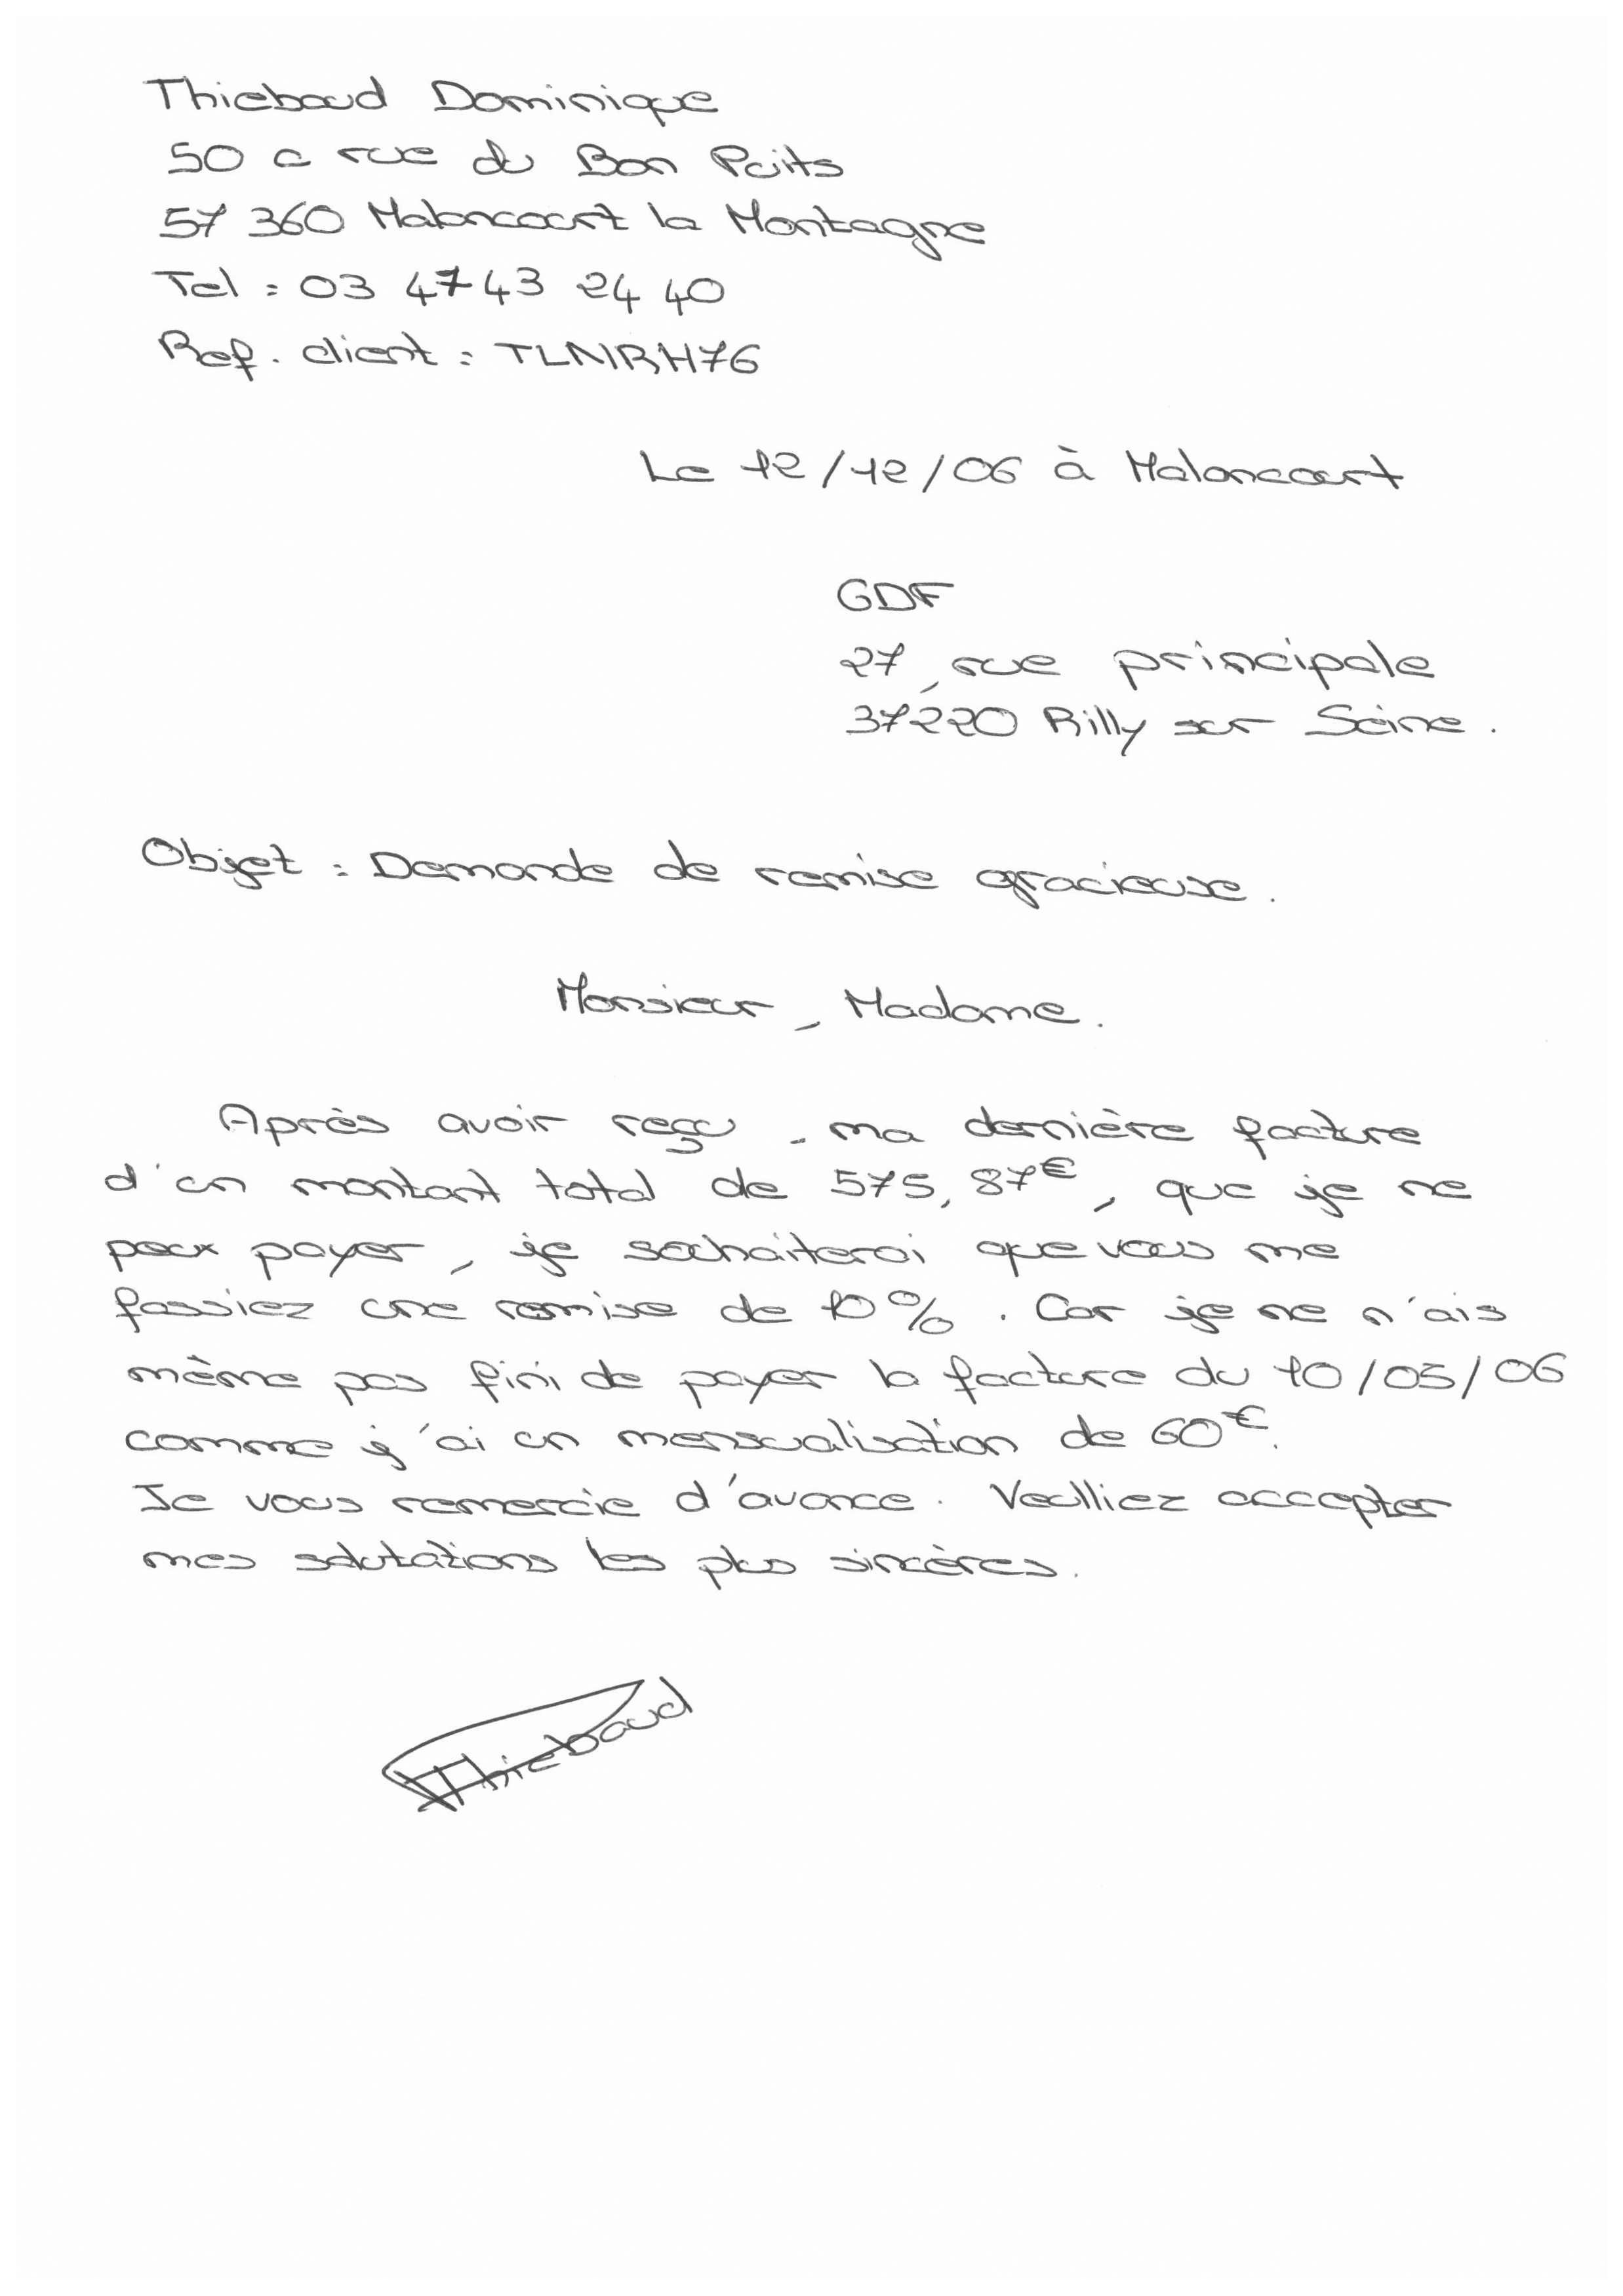 Thiebaud Dominique
50 a rue du Bon Puits
57 360 Malancourt la Montagne
Tel : 03 47 43 24 40
Ref. client : TLNRH76
Le 12/12/06 à Malancourt
GDF
27, rue principale
37220 Rilly sur Seine.
Objet : Demande de remise gracieuse.
Monsieur, Madame.
Après avoir reçu, ma dernière facture
d'un montant total de 575,87€, que je ne
peux payer, je souhaiterai que vous me
fassiez une remise de 10%. Car je ne n'ais
même pas fini de payer la facture du 10/05/06
comme j'ai un mensualisation de 60€.
Je vous remercie d'avance. Veulliez accepter
mes salutations les plus sincères.
Thiebaud